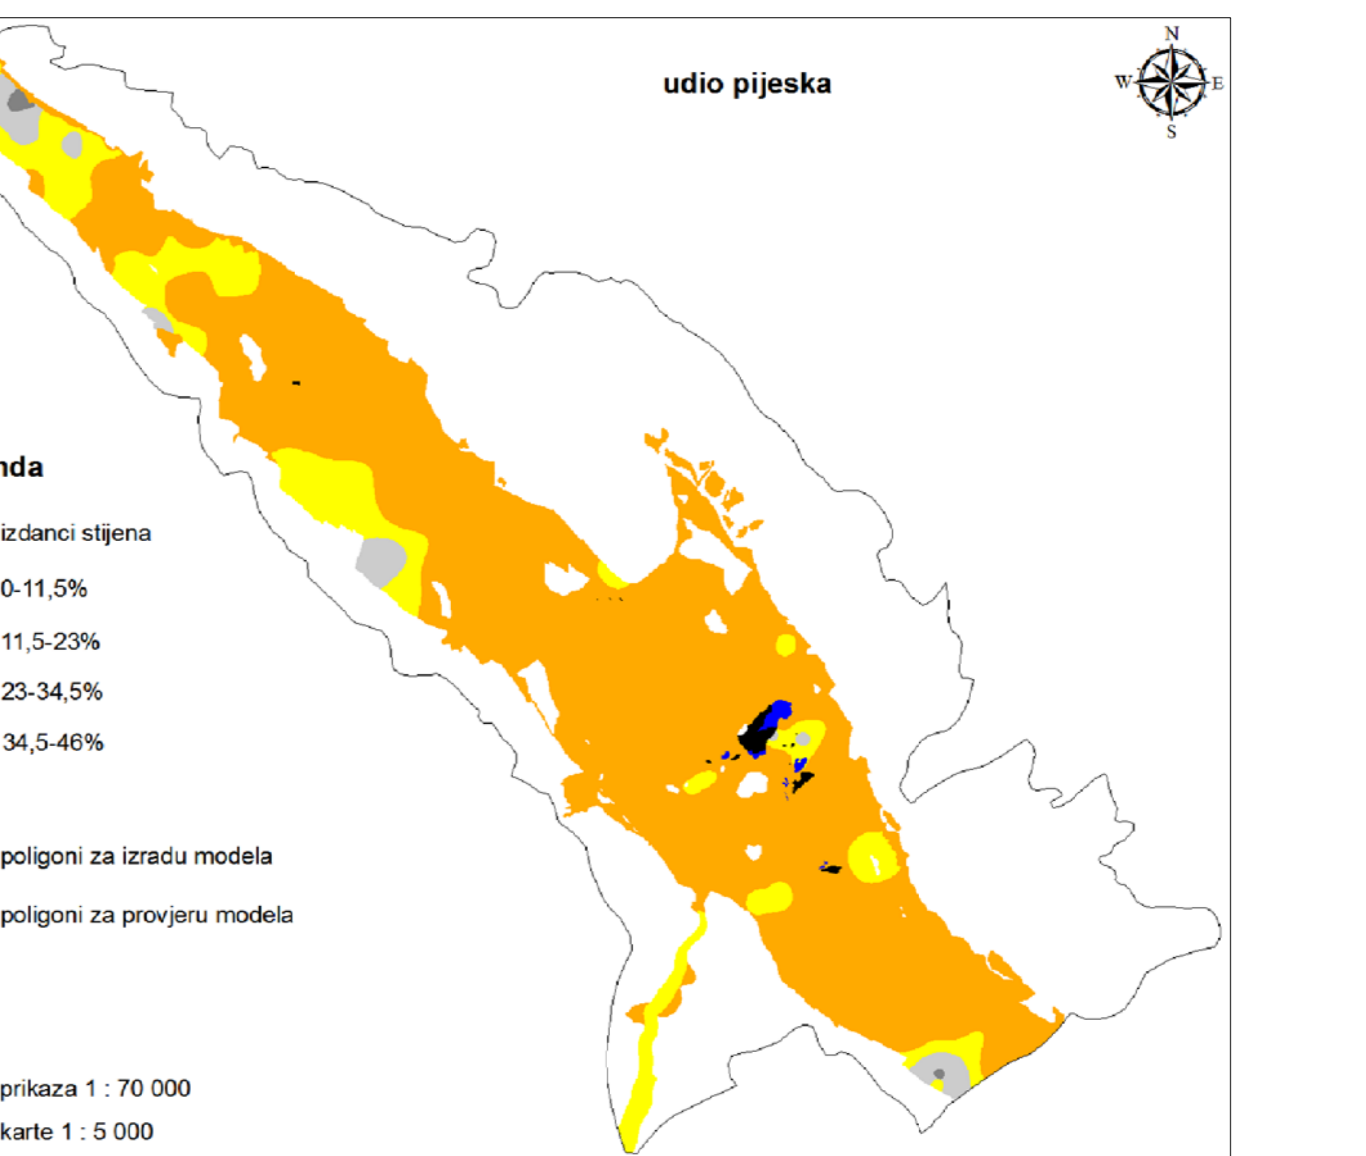 udio pijeska
N
W
E
S
nda
izdanci stijena
0-11,5%
11,5-23%
23-34,5%
34,5-46%
poligoni za izradu modela
poligoni za provjeru modela
prikaza 1 : 70 000
karte 1 : 5 000